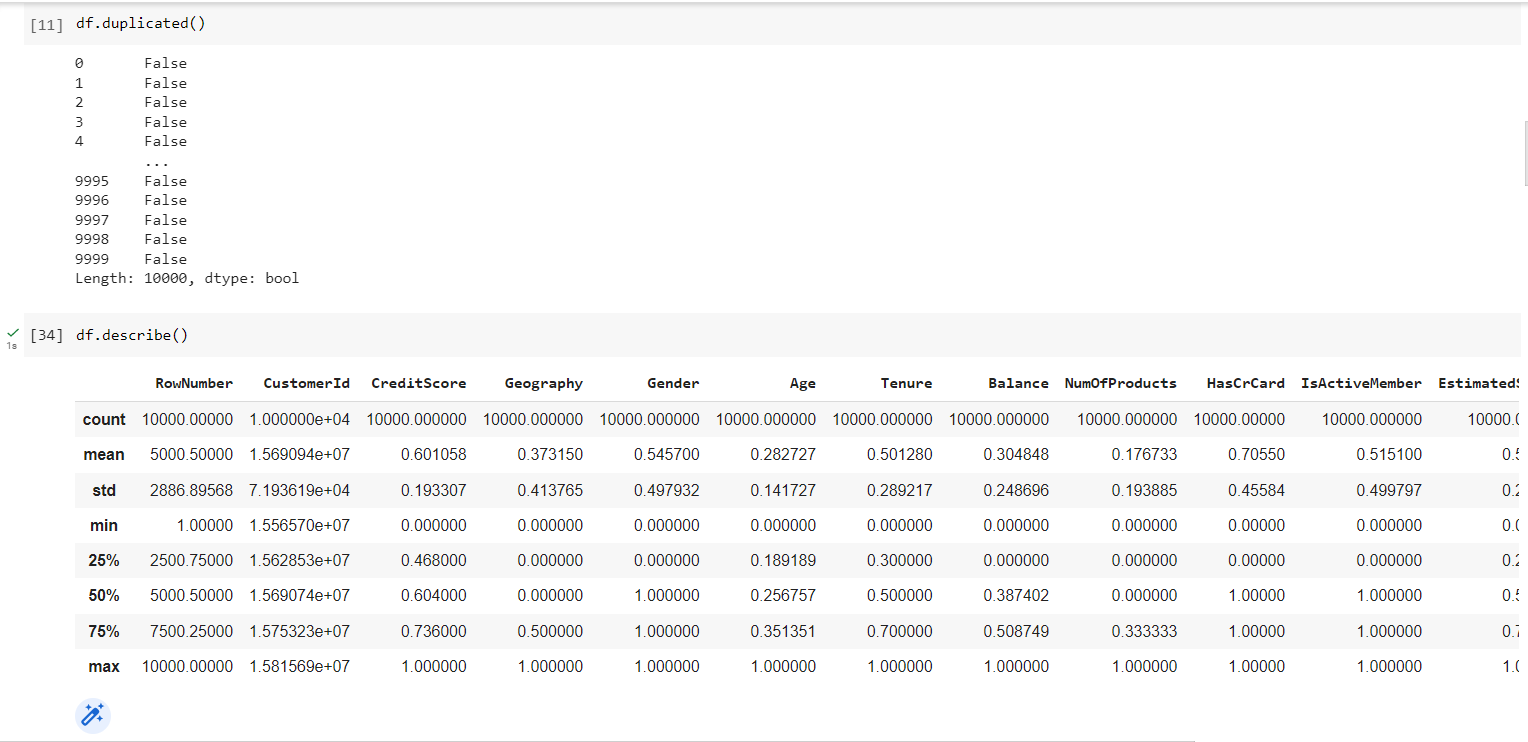 [11] df.duplicated()
0 False
1 False
2 False
3 False
4 False
...
9995 False
9996 False
9997 False
9998 False
9999 False
Length: 10000, dtype: bool
[34] df.describe()
1s
RowNumber CustomerId CreditScore Geography Gender Age Tenure Balance NumOfProducts HasCrCard IsActiveMember EstimatedS
count 10000.00000 1.000000e+04 10000.000000 10000.000000 10000.000000 10000.000000 10000.000000 10000.000000 10000.000000 10000.00000 10000.000000 10000.0
mean 5000.50000 1.569094e+07 0.601058 0.373150 0.545700 0.282727 0.501280 0.304848 0.176733 0.70550 0.515100 0.5
std 2886.89568 7.193619e+04 0.193307 0.413765 0.497932 0.141727 0.289217 0.248696 0.193885 0.45584 0.499797 0.2
min 1.00000 1.556570e+07 0.000000 0.000000 0.000000 0.000000 0.000000 0.000000 0.000000 0.00000 0.000000 0.0
25% 2500.75000 1.562853e+07 0.468000 0.000000 0.000000 0.189189 0.300000 0.000000 0.000000 0.00000 0.000000 0.2
50% 5000.50000 1.569074e+07 0.604000 0.000000 1.000000 0.256757 0.500000 0.387402 0.000000 1.00000 1.000000 0.5
75% 7500.25000 1.575323e+07 0.736000 0.500000 1.000000 0.351351 0.700000 0.508749 0.333333 1.00000 1.000000 0.7
max 10000.00000 1.581569e+07 1.000000 1.000000 1.000000 1.000000 1.000000 1.000000 1.000000 1.00000 1.000000 1.0